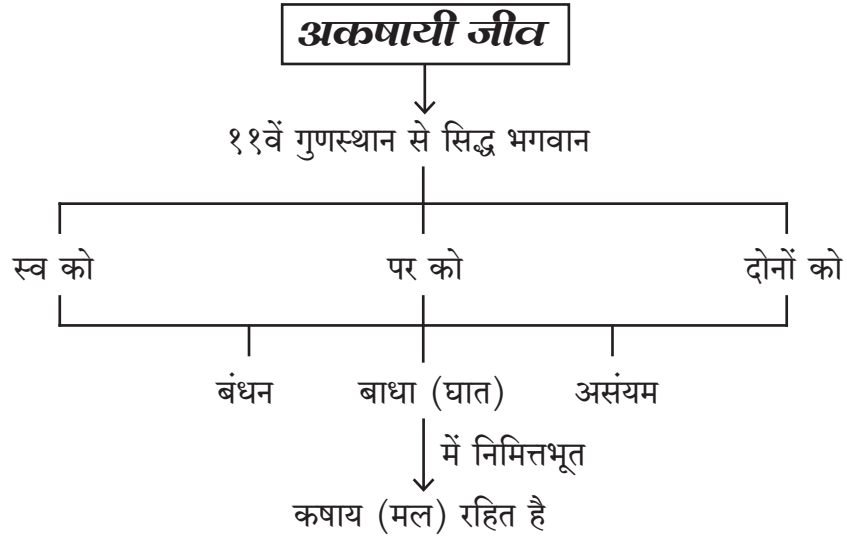 अकषायी जीव
११वें गुणस्थान से सिद्ध भगवान
स्व को पर को दोनों को
बंधन बाधा (घात) असंयम
में निमित्तभूत
कषाय (मल) रहित है